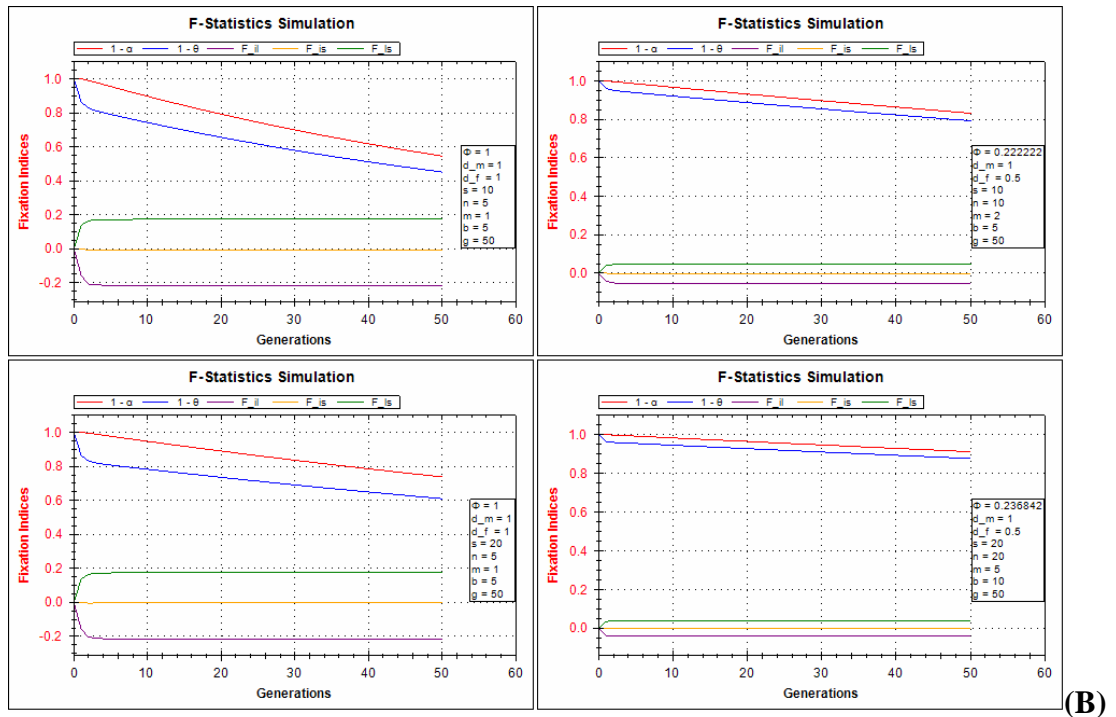 F-Statistics Simulation
1 - α 1 - θ F_il F_is F_ls
Fixation Indices
1.0
0.8
0.6
0.4
0.2
0.0
-0.2
Φ = 1
d_m = 1
d_f = 1
s = 10
n = 5
m = 1
b = 5
g = 50
0 10 20 30 40 50 60
Generations
F-Statistics Simulation
1 - α 1 - θ F_il F_is F_ls
Fixation Indices
1.0
0.8
0.6
0.4
0.2
0.0
Φ = 0.222222
d_m = 1
d_f = 0.5
s = 10
n = 10
m = 2
b = 5
g = 50
0 10 20 30 40 50 60
Generations
F-Statistics Simulation
1 - α 1 - θ F_il F_is F_ls
Fixation Indices
1.0
0.8
0.6
0.4
0.2
0.0
-0.2
Φ = 1
d_m = 1
d_f = 1
s = 20
n = 5
m = 1
b = 5
g = 50
0 10 20 30 40 50 60
Generations
F-Statistics Simulation
1 - α 1 - θ F_il F_is F_ls
Fixation Indices
1.0
0.8
0.6
0.4
0.2
0.0
Φ = 0.236842
d_m = 1
d_f = 0.5
s = 20
n = 20
m = 5
b = 10
g = 50
0 10 20 30 40 50 60
Generations
(B)